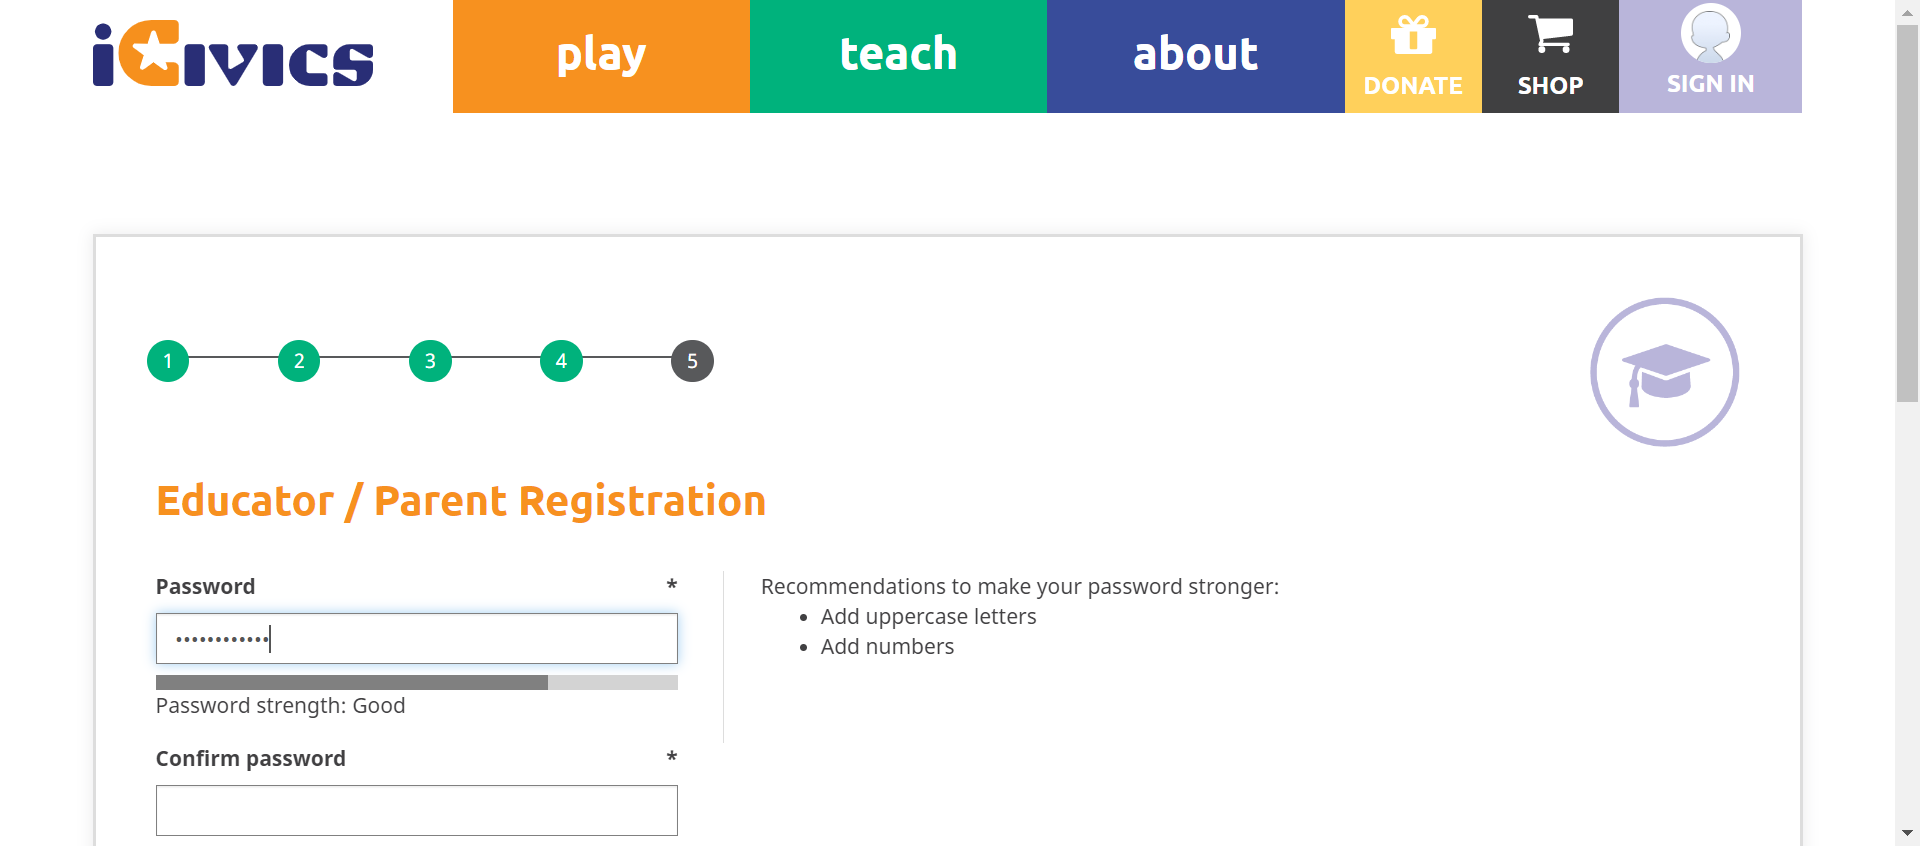 iCivics
play
teach
about
DONATE
SHOP
SIGN IN
1
2
3
4
5
Educator / Parent Registration
Password *
••••••••••••
Password strength: Good
Confirm password *
Recommendations to make your password stronger:
• Add uppercase letters
• Add numbers